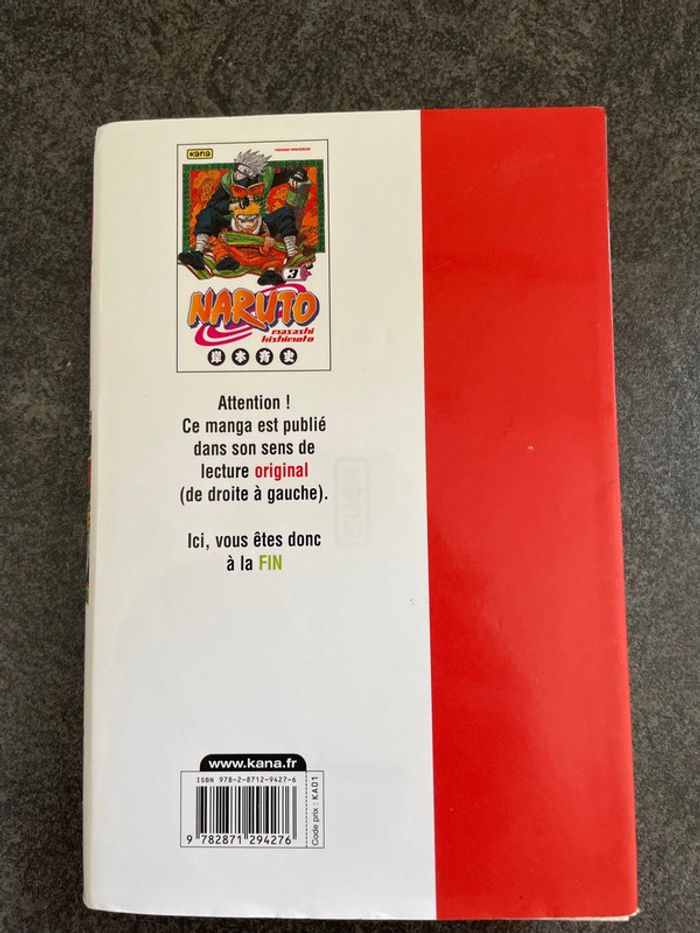 kana
3
NARUTO
masashi
kishimoto
岸本斉史
Attention !
Ce manga est publié
dans son sens de
lecture original
(de droite à gauche).
Ici, vous êtes donc
à la FIN
www.kana.fr
ISBN 978-2-8712-9427-6
9 782871 294276
Code prix : KA01